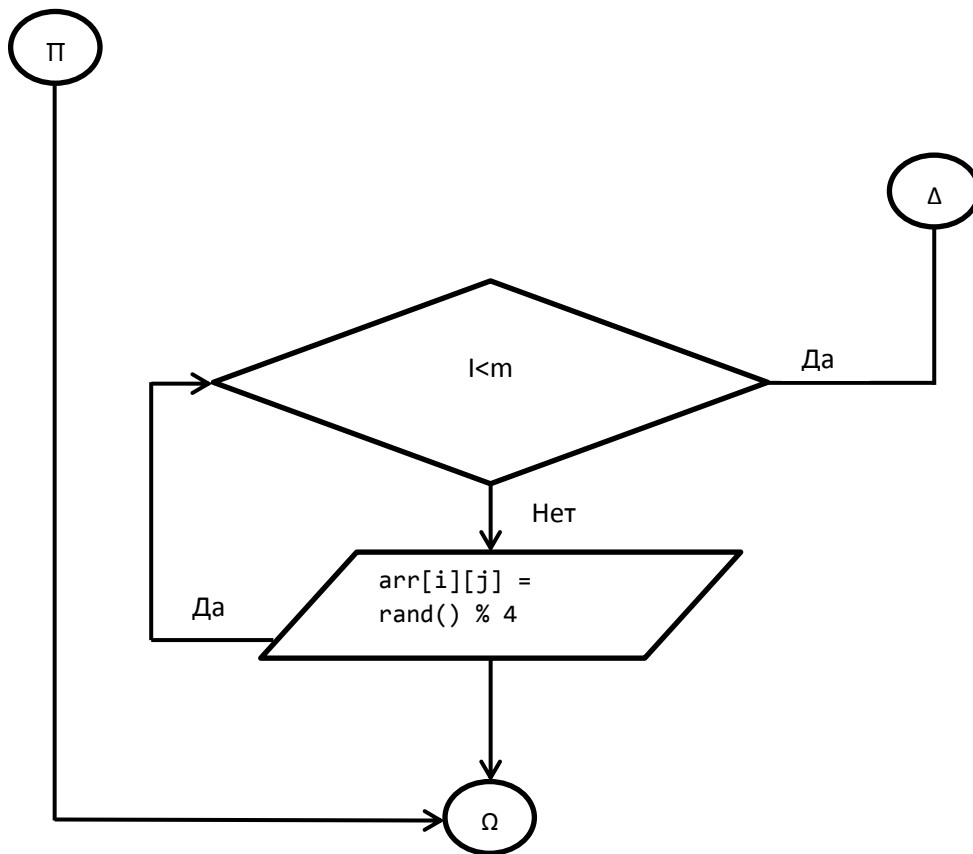 П
Δ
I<m
Да
Нет
arr[i][j] =
rand() % 4
Да
Ω